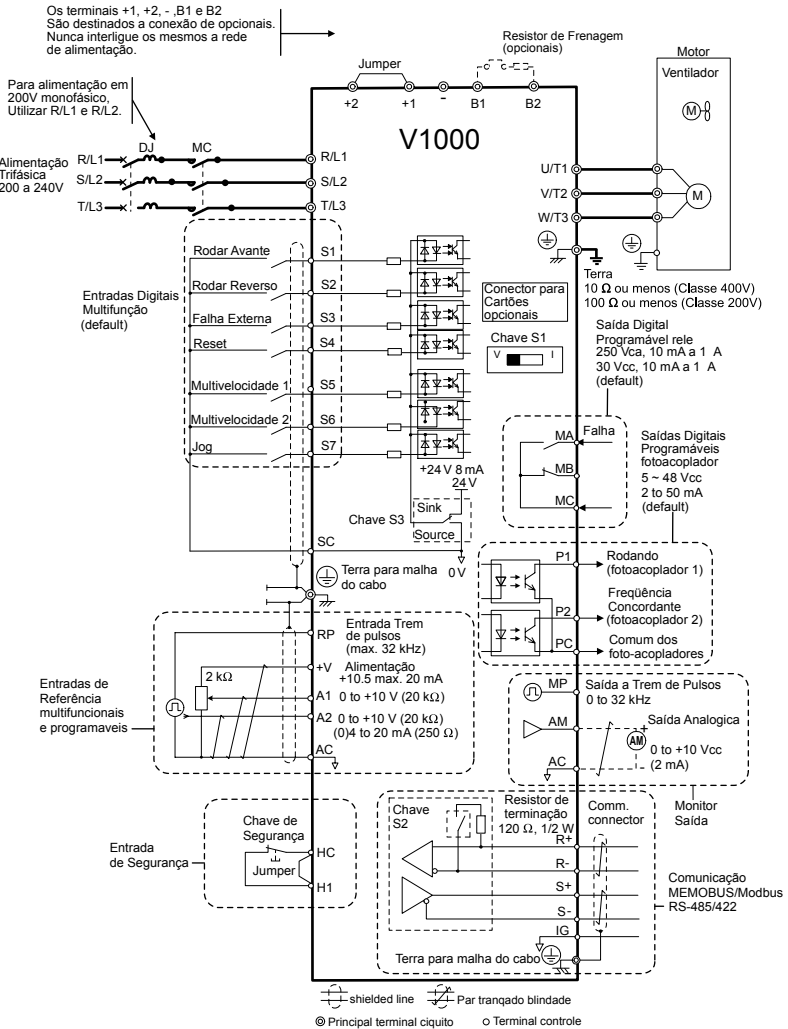 Os terminais +1, +2, - ,B1 e B2
São destinados a conexão de opcionais.
Nunca interligue os mesmos a rede
de alimentação.
Resistor de Frenagem
(opcionais)
Jumper
+2
+1
-
B1
B2
Motor
Ventilador
M
Para alimentação em
200V monofásico,
Utilizar R/L1 e R/L2.
V1000
DJ
MC
Alimentação
Trifásica
200 a 240V
R/L1
S/L2
T/L3
R/L1
S/L2
T/L3
U/T1
V/T2
W/T3
M
Terra
10 Ω ou menos (Classe 400V)
100 Ω ou menos (Classe 200V)
Entradas Digitais
Multifunção
(default)
Rodar Avante
S1
Rodar Reverso
S2
Falha Externa
S3
Reset
S4
Multivelocidade 1
S5
Multivelocidade 2
S6
Jog
S7
Conector para
Cartões
opcionais
Chave S1
V
I
Saída Digital
Programável rele
250 Vca, 10 mA a 1 A
30 Vcc, 10 mA a 1 A
(default)
+24 V 8 mA
24 V
Sink
Chave S3
Source
0 V
SC
Terra para malha
do cabo
MA
Falha
MB
MC
Saídas Digitais
Programáveis
fotoacoplador
5 ~ 48 Vcc
2 to 50 mA
(default)
P1
Rodando
(fotoacoplador 1)
P2
Freqüência
Concordante
(fotoacoplador 2)
PC
Comum dos
foto-acopladores
Entradas de
Referência
multifuncionais
e programaveis
RP
Entrada Trem
de pulsos
(max. 32 kHz)
2 kΩ
+V
Alimentação
+10.5 max. 20 mA
A1
0 to +10 V (20 kΩ)
A2
0 to +10 V (20 kΩ)
(0)4 to 20 mA (250 Ω)
AC
MP
Saída a Trem de Pulsos
0 to 32 kHz
AM
Saída Analogica
+
AM
0 to +10 Vcc
(2 mA)
-
AC
Monitor
Saída
Entrada
de Segurança
Chave de
Segurança
Jumper
HC
H1
Chave
S2
Resistor de
terminação
120 Ω, 1/2 W
Comm.
connector
R+
R-
S+
S-
IG
Terra para malha do cabo
Comunicação
MEMOBUS/Modbus
RS-485/422
shielded line
Par tranqado blindade
Principal terminal ciquito
Terminal controle